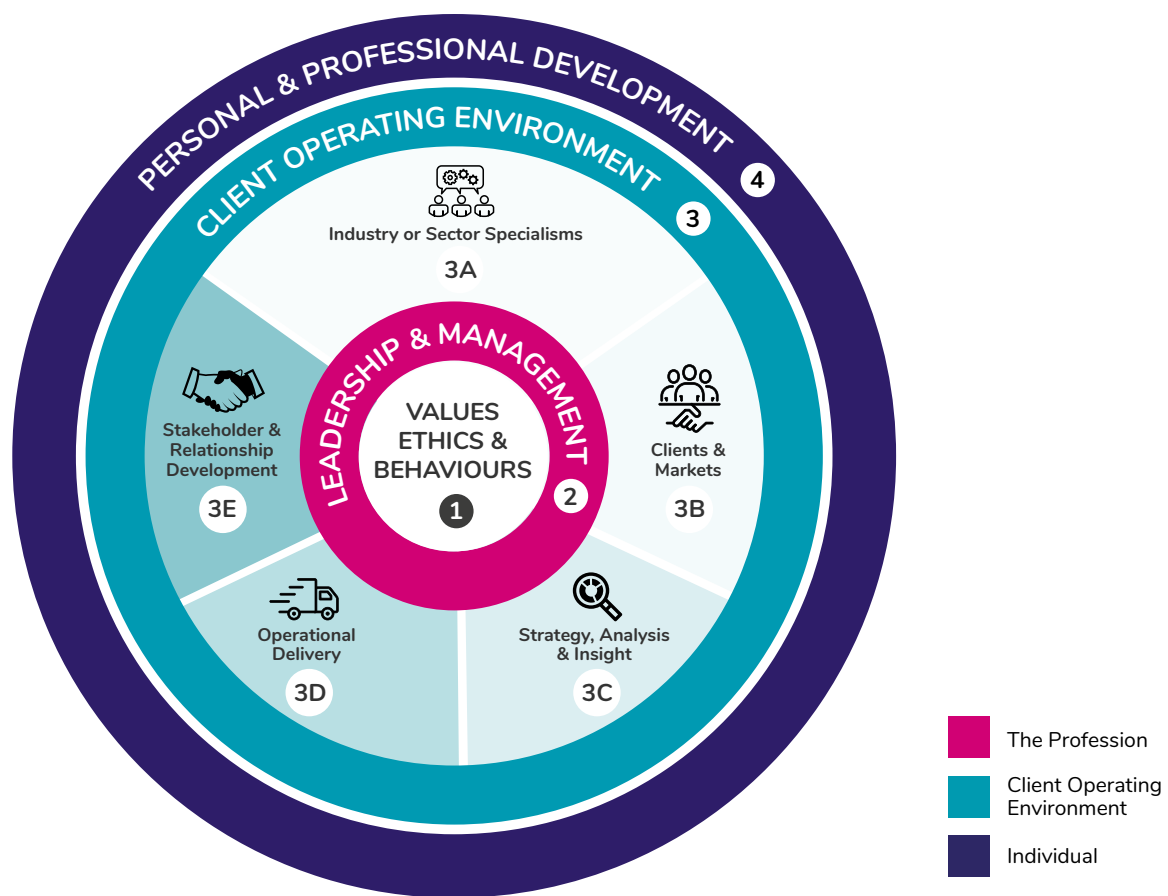 PERSONAL & PROFESSIONAL DEVELOPMENT
4
CLIENT OPERATING ENVIRONMENT
3
Industry or Sector Specialisms
3A
LEADERSHIP & MANAGEMENT
2
VALUES
ETHICS &
BEHAVIOURS
1
Clients &
Markets
3B
Strategy, Analysis
& Insight
3C
Operational
Delivery
3D
Stakeholder &
Relationship
Development
3E
The Profession
Client Operating
Environment
Individual